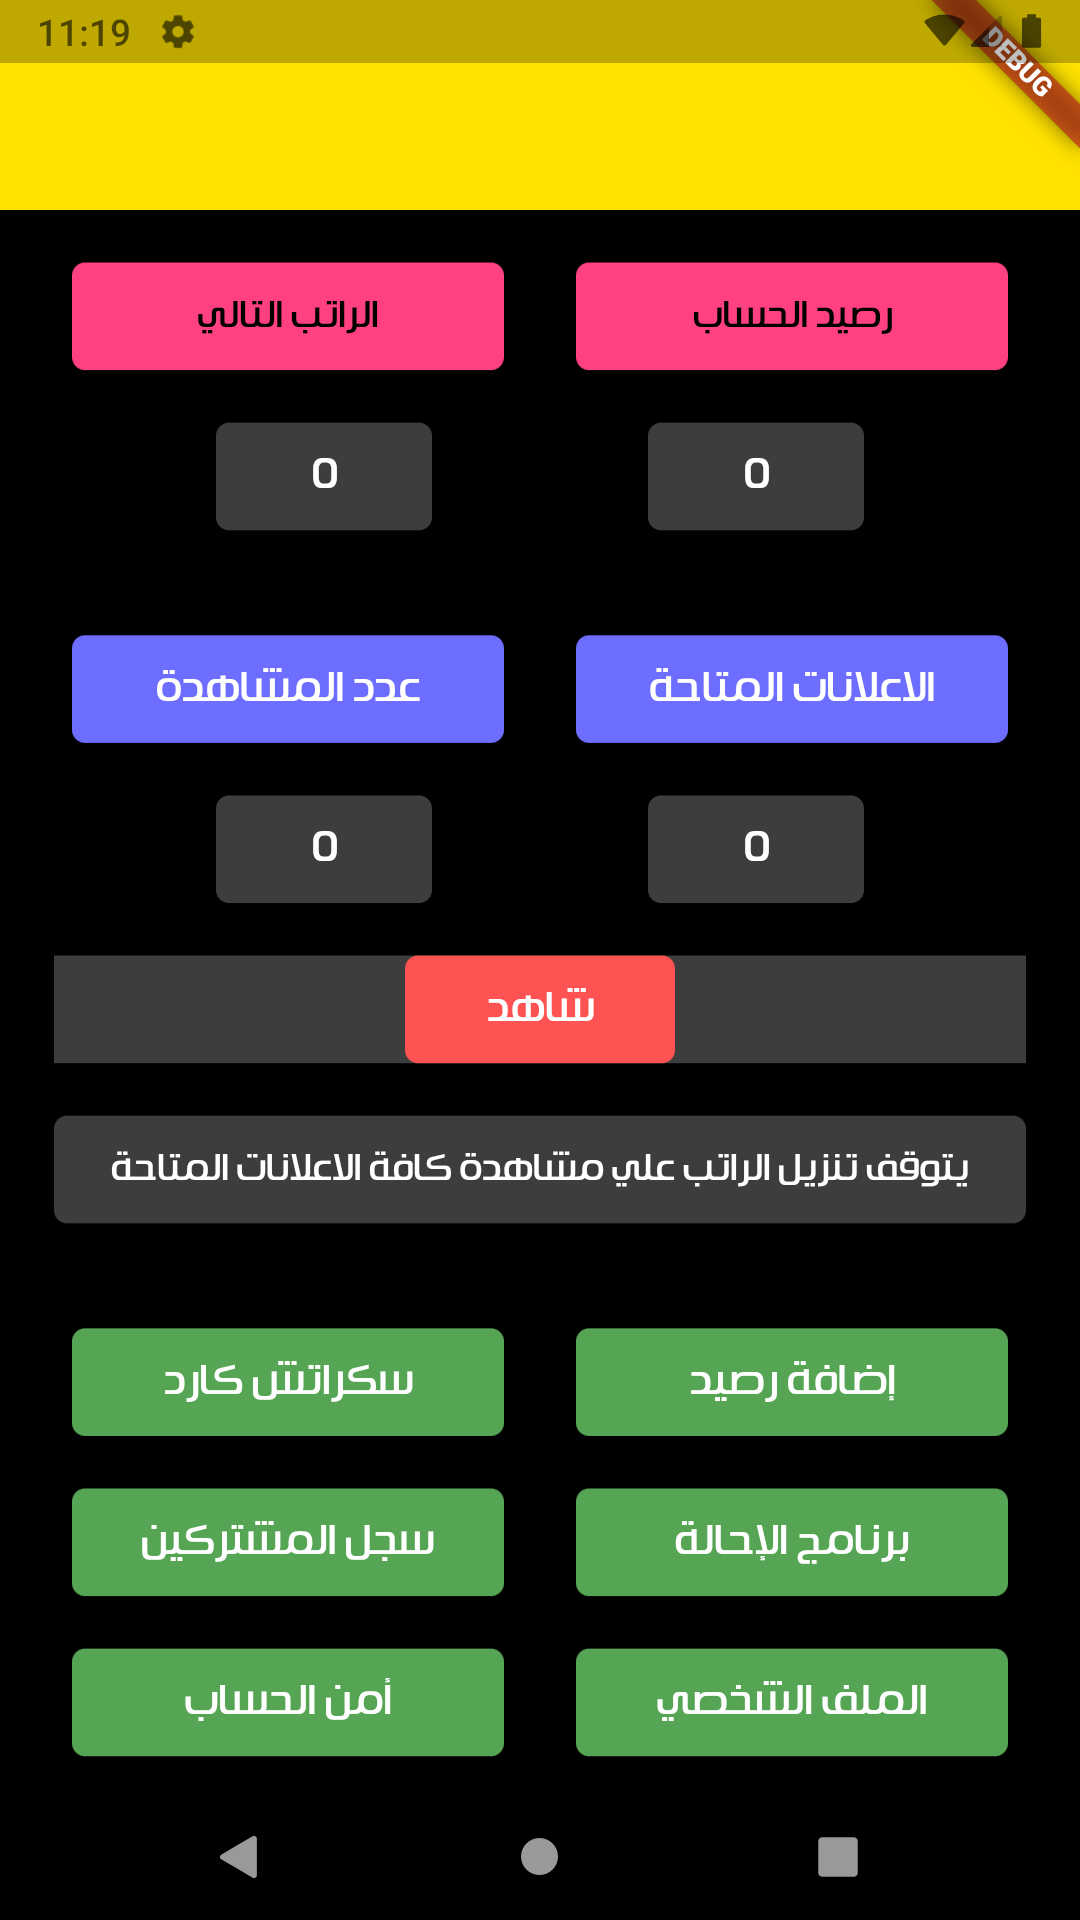 11:19
DEBUG
رصيد الحساب
الراتب التالي
0
0
الاعلانات المتاحة
عدد المشاهدة
0
0
شاهد
يتوقف تنزيل الراتب علي مشاهدة كافة الاعلانات المتاحة
إضافة رصيد
سكراتش كارد
برنامج الإحالة
سجل المشتركين
الملف الشخصي
أمن الحساب